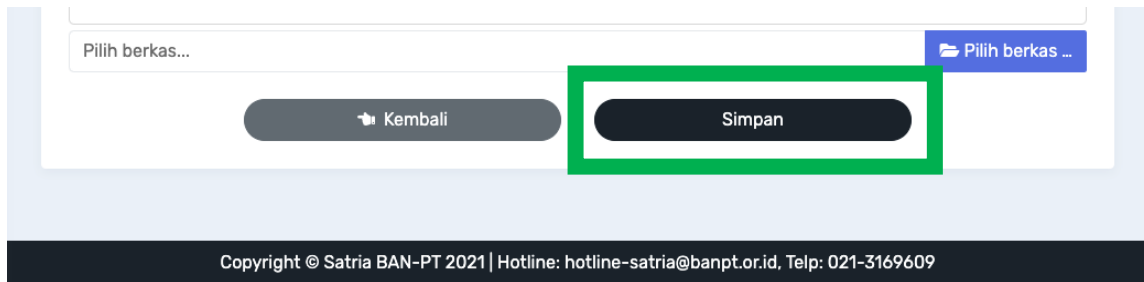 Pilih berkas...
Pilih berkas ...
Kembali
Simpan
Copyright © Satria BAN-PT 2021 | Hotline: hotline-satria@banpt.or.id, Telp: 021-3169609